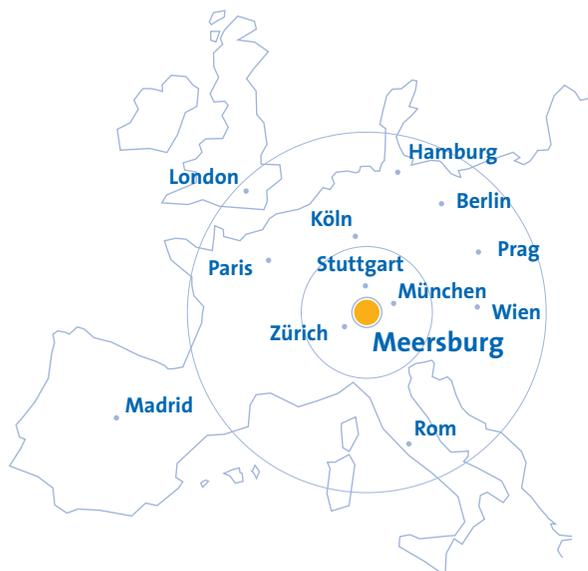 Hamburg
London
Berlin
Köln
Prag
Paris
Stuttgart
München
Wien
Zürich
Meersburg
Madrid
Rom